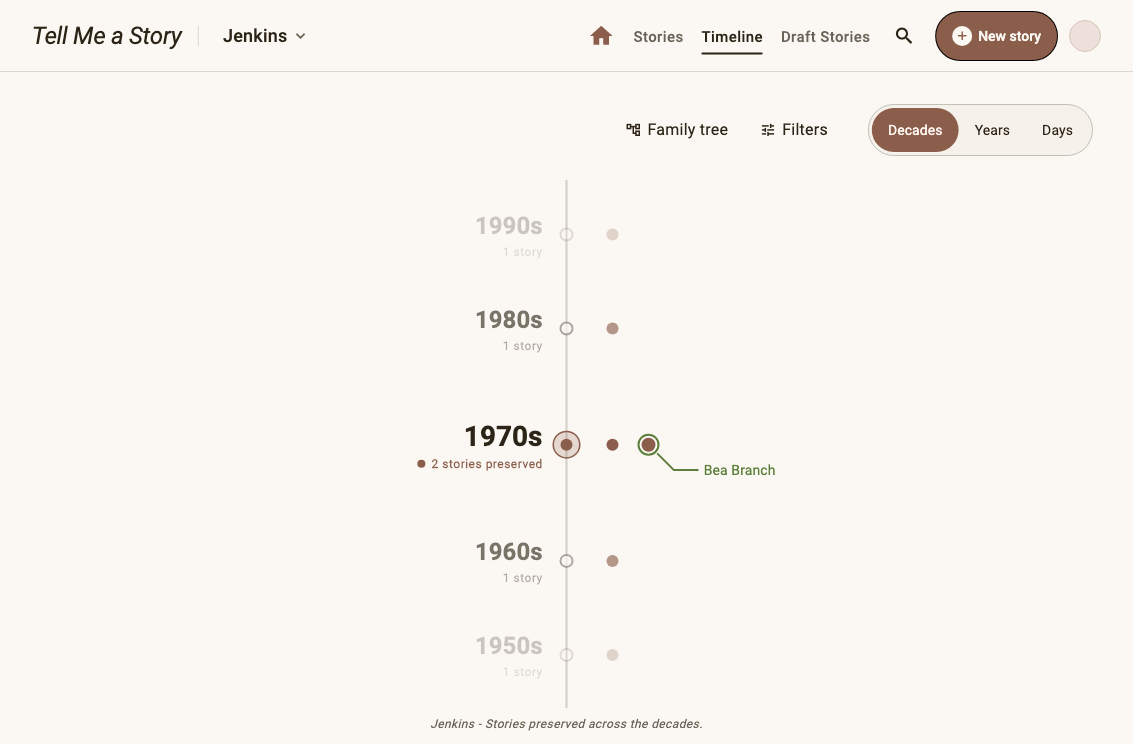 Tell Me a Story
Jenkins
Stories
Timeline
Draft Stories
New story
Family tree
Filters
Decades
Years
Days
1990s
1 story
1980s
1 story
1970s
2 stories preserved
Bea Branch
1960s
1 story
1950s
1 story
Jenkins - Stories preserved across the decades.